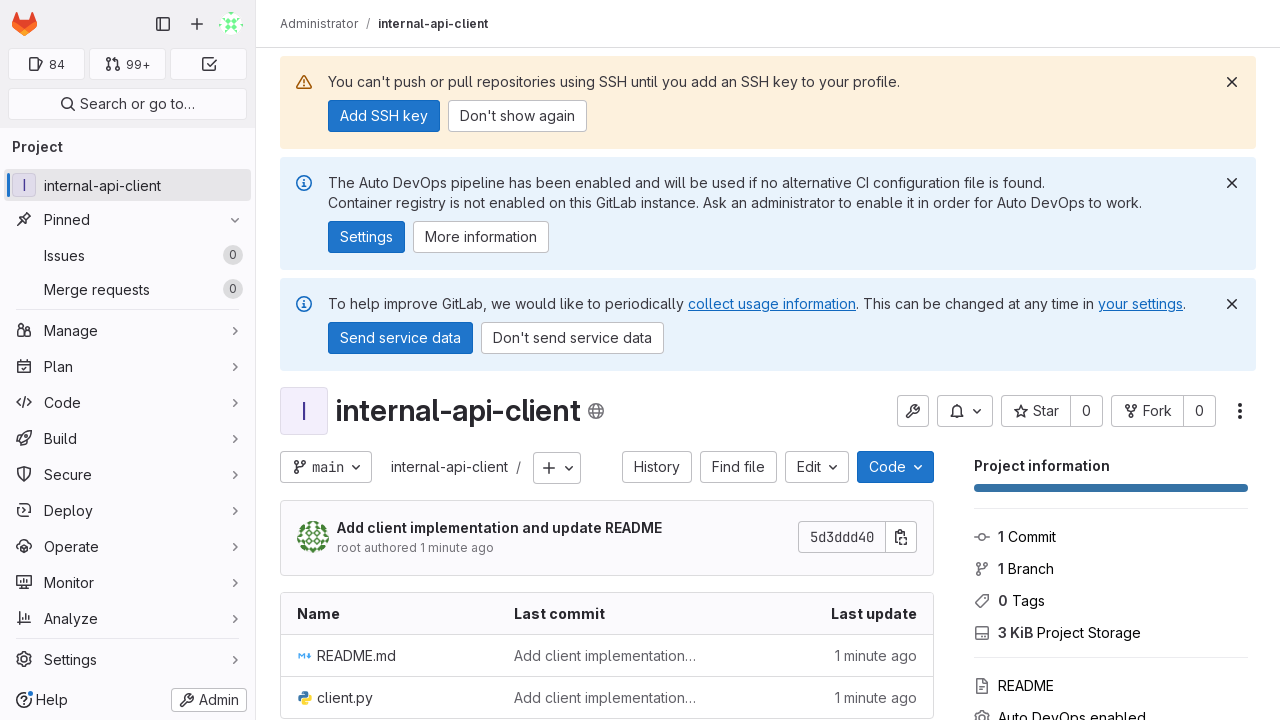 Administrator / internal-api-client
84
99+
Search or go to…
Project
I internal-api-client
Pinned
Issues 0
Merge requests 0
Manage
Plan
Code
Build
Secure
Deploy
Operate
Monitor
Analyze
Settings
Help
Admin
You can't push or pull repositories using SSH until you add an SSH key to your profile.
Add SSH key Don't show again
The Auto DevOps pipeline has been enabled and will be used if no alternative CI configuration file is found.
Container registry is not enabled on this GitLab instance. Ask an administrator to enable it in order for Auto DevOps to work.
Settings More information
To help improve GitLab, we would like to periodically collect usage information. This can be changed at any time in your settings.
Send service data Don't send service data
I internal-api-client
Star 0 Fork 0
main internal-api-client / History Find file Edit Code
Add client implementation and update README
root authored 1 minute ago
5d3ddd40
Name Last commit Last update
README.md Add client implementation… 1 minute ago
client.py Add client implementation… 1 minute ago
Project information
1 Commit
1 Branch
0 Tags
3 KiB Project Storage
README
Auto DevOps enabled